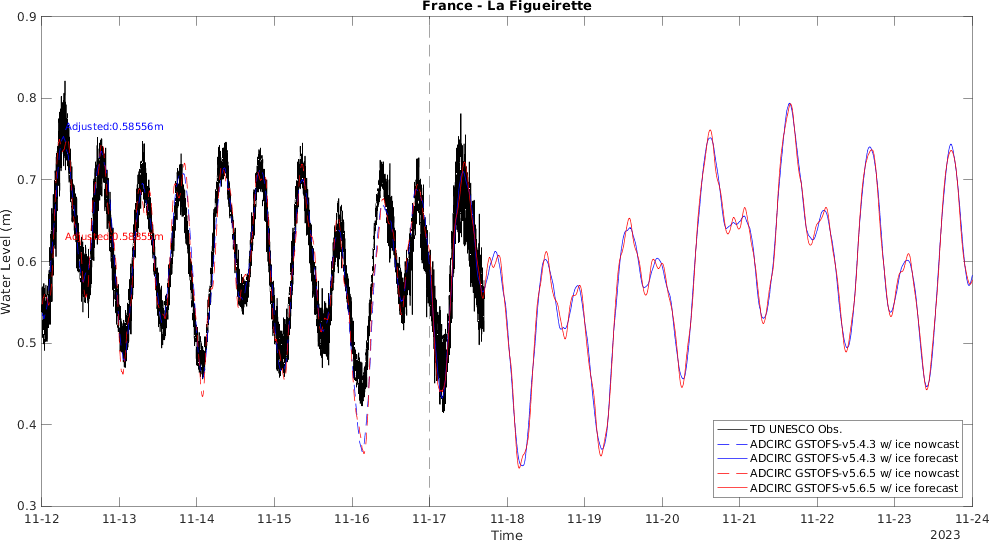 France - La Figueirette
0.9
0.8
0.7
0.6
0.5
0.4
0.3
Water Level (m)
Adjusted:0.58556m
Adjusted:0.58855m
TD UNESCO Obs.
ADCIRC GSTOFS-v5.4.3 w/ ice nowcast
ADCIRC GSTOFS-v5.4.3 w/ ice forecast
ADCIRC GSTOFS-v5.6.5 w/ ice nowcast
ADCIRC GSTOFS-v5.6.5 w/ ice forecast
11-12 11-13 11-14 11-15 11-16 11-17 11-18 11-19 11-20 11-21 11-22 11-23 11-24
Time
2023